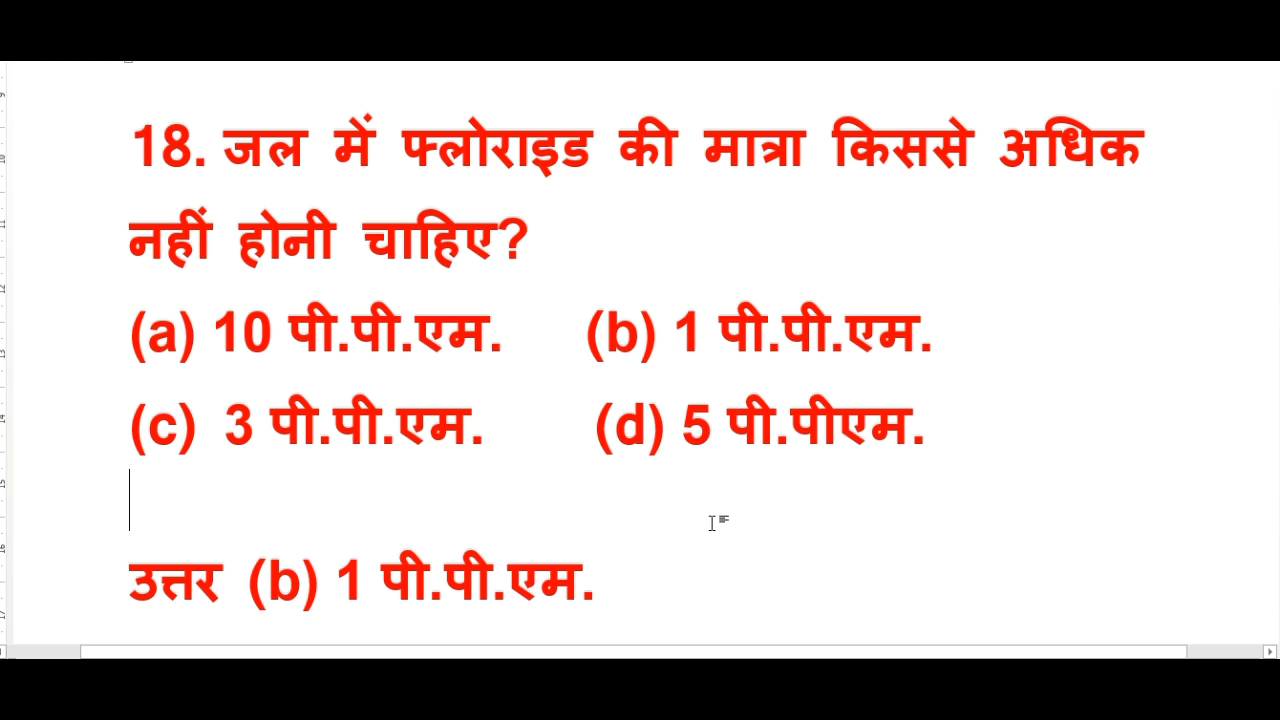 18. जल में फ्लोराइड की मात्रा किससे अधिक
नहीं होनी चाहिए?
(a) 10 पी.पी.एम. (b) 1 पी.पी.एम.
(c) 3 पी.पी.एम. (d) 5 पी.पीएम.
उत्तर (b) 1 पी.पी.एम.